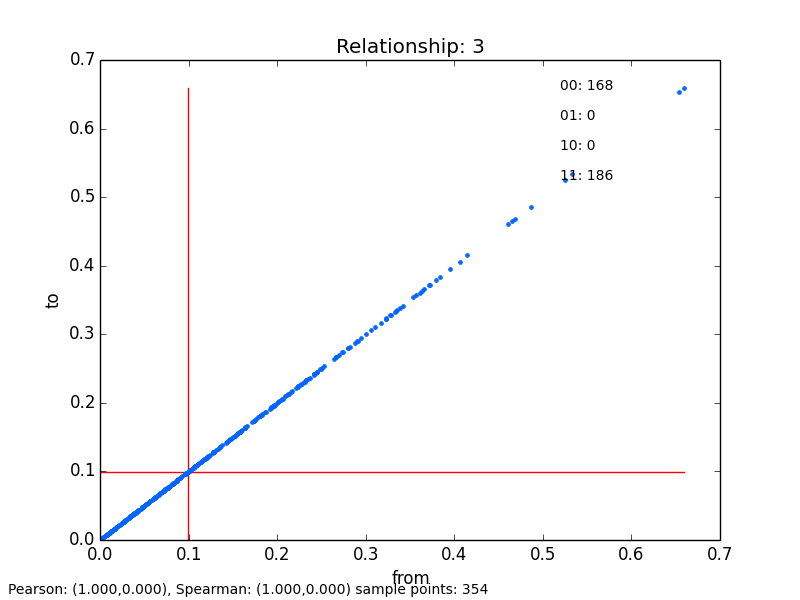 Relationship: 3
0.7
0.6
0.5
0.4
0.3
0.2
0.1
0.0
to
00: 168
01: 0
10: 0
11: 186
0.0 0.1 0.2 0.3 0.4 0.5 0.6 0.7
from
Pearson: (1.000,0.000), Spearman: (1.000,0.000) sample points: 354